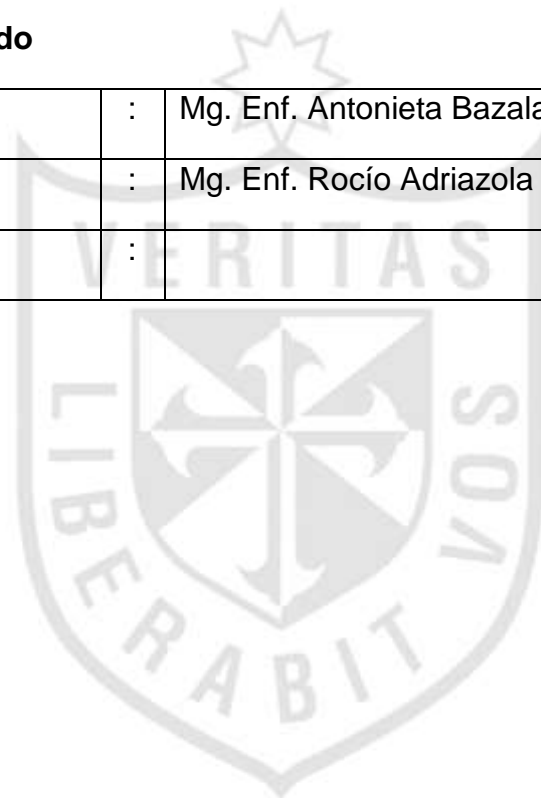 do
: Mg. Enf. Antonieta Bazala
: Mg. Enf. Rocío Adriazola
:
VERITAS
LIBERABIT VOS